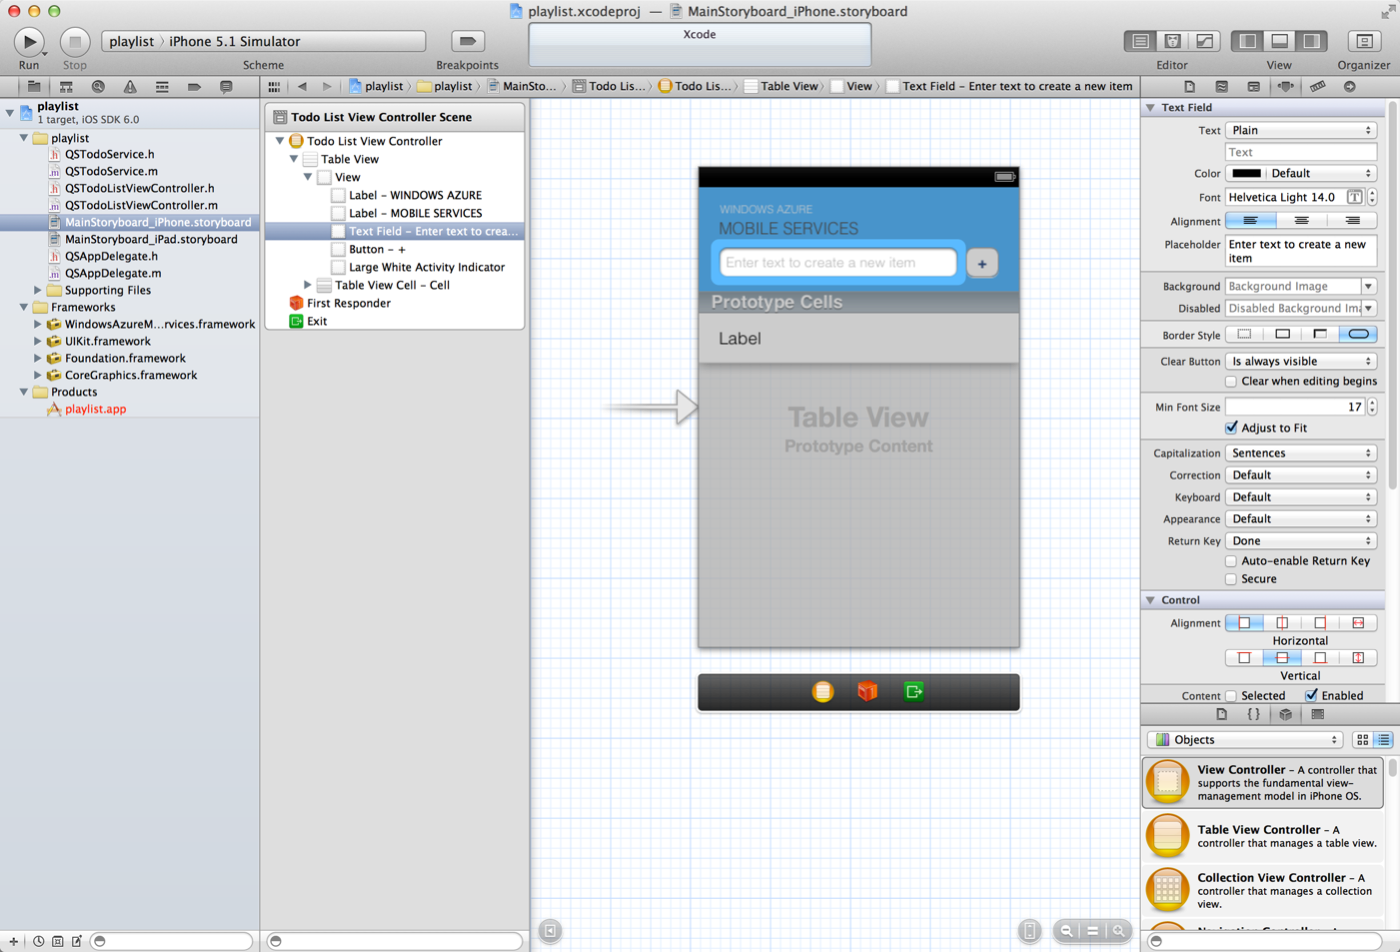 playlist.xcodeproj — MainStoryboard_iPhone.storyboard
Run
Stop
playlist › iPhone 5.1 Simulator
Scheme
Breakpoints
Xcode
Editor
View
Organizer
playlist
1 target, iOS SDK 6.0
playlist
QSTodoService.h
QSTodoService.m
QSTodoListViewController.h
QSTodoListViewController.m
MainStoryboard_iPhone.storyboard
MainStoryboard_iPad.storyboard
QSAppDelegate.h
QSAppDelegate.m
Supporting Files
Frameworks
WindowsAzureM...rvices.framework
UIKit.framework
Foundation.framework
CoreGraphics.framework
Products
playlist.app
playlist › playlist › MainSto... › Todo Lis... › Todo Lis... › Table View › View › Text Field – Enter text to create a new item
Todo List View Controller Scene
Todo List View Controller
Table View
View
Label – WINDOWS AZURE
Label – MOBILE SERVICES
Text Field – Enter text to crea...
Button – +
Large White Activity Indicator
Table View Cell – Cell
First Responder
Exit
WINDOWS AZURE
MOBILE SERVICES
Enter text to create a new item
+
Prototype Cells
Label
Table View
Prototype Content
Text Field
Text Plain
Text
Color Default
Font Helvetica Light 14.0 T
Alignment
Placeholder Enter text to create a new
item
Background Background Image
Disabled Disabled Background Ima
Border Style
Clear Button Is always visible
Clear when editing begins
Min Font Size 17
Adjust to Fit
Capitalization Sentences
Correction Default
Keyboard Default
Appearance Default
Return Key Done
Auto-enable Return Key
Secure
Control
Alignment
Horizontal
Vertical
Content Selected Enabled
{ }
Objects
View Controller – A controller that
supports the fundamental view-
management model in iPhone OS.
Table View Controller – A
controller that manages a table view.
Collection View Controller – A
controller that manages a collection
view.